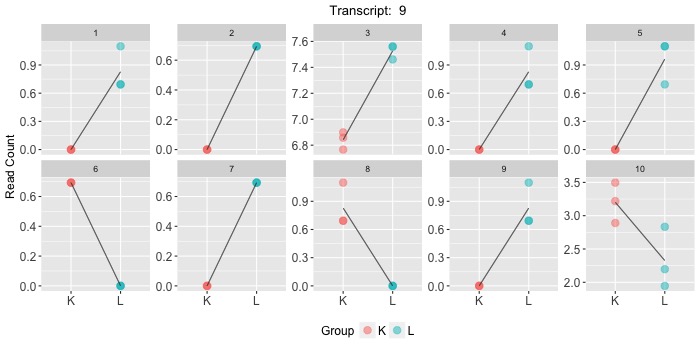 Transcript: 9
1 2 3 4 5
0.9 0.6 0.3 0.0
0.6 0.4 0.2 0.0
7.6 7.4 7.2 7.0 6.8
0.9 0.6 0.3 0.0
0.9 0.6 0.3 0.0
Read Count
6 7 8 9 10
0.6 0.4 0.2 0.0
0.6 0.4 0.2 0.0
0.9 0.6 0.3 0.0
0.9 0.6 0.3 0.0
3.5 3.0 2.5 2.0
K L K L K L K L K L
Group K L